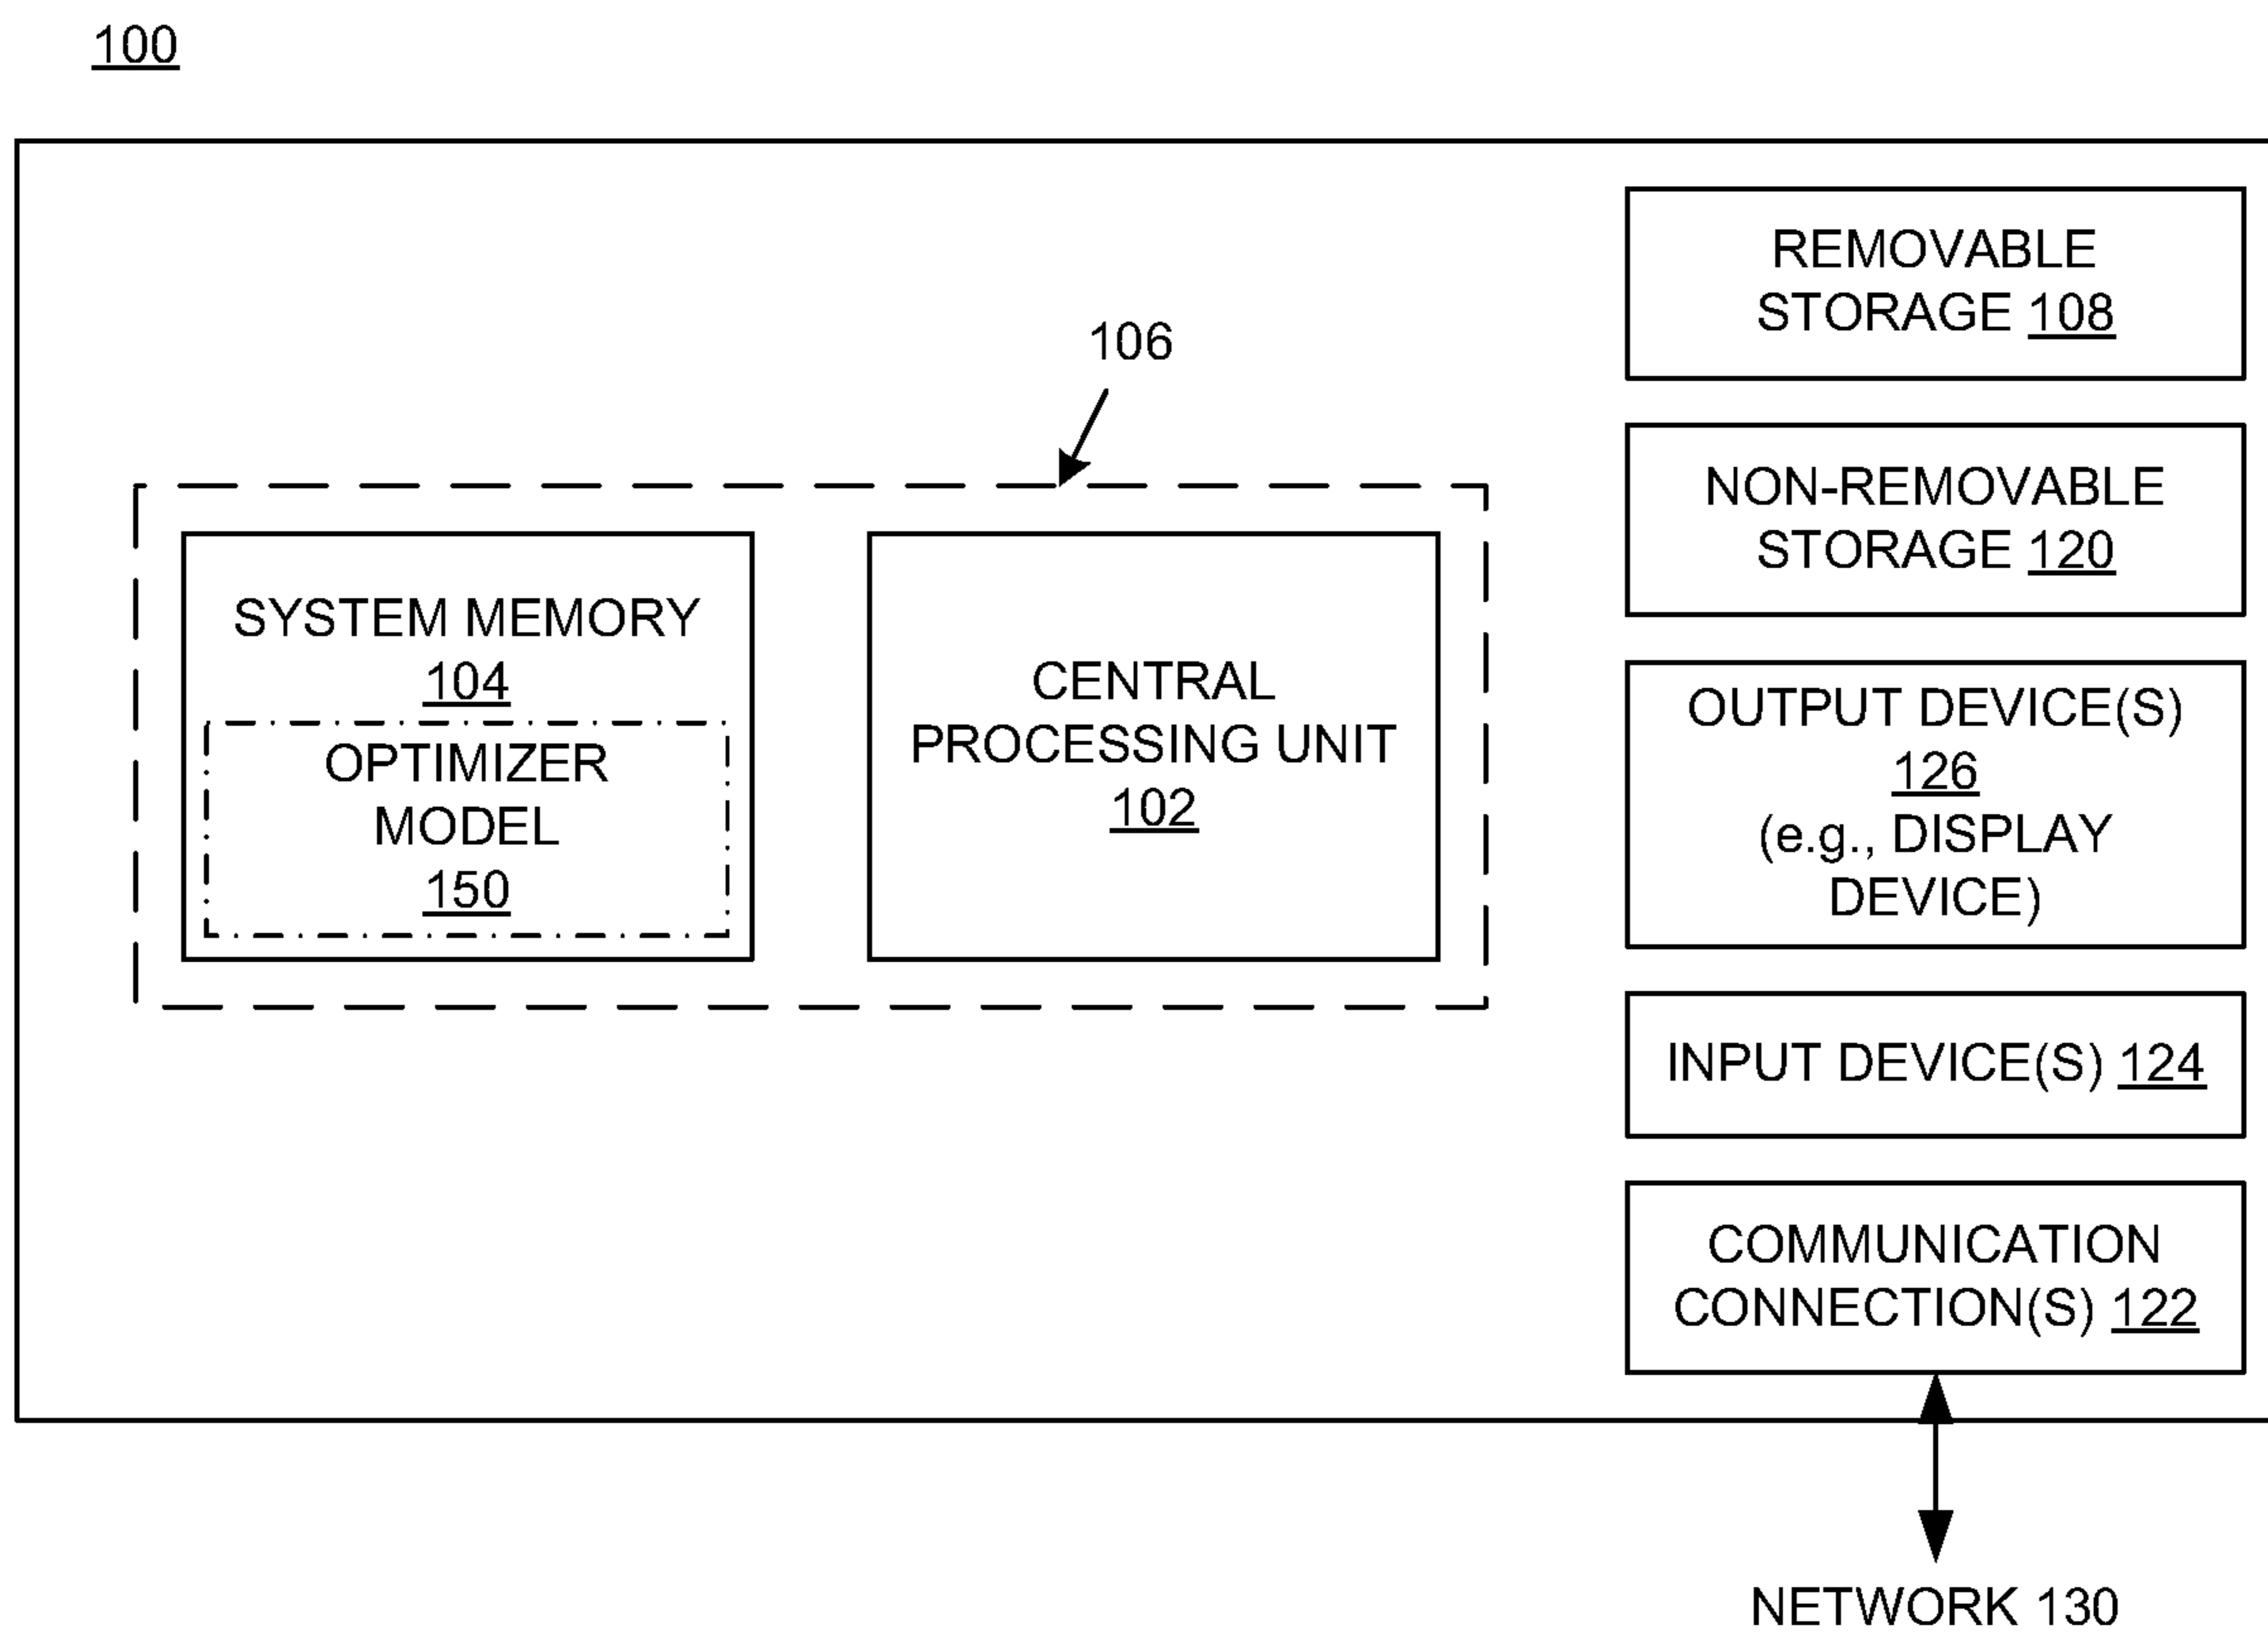 100
106
SYSTEM MEMORY
104
OPTIMIZER
MODEL
150
CENTRAL
PROCESSING UNIT
102
REMOVABLE
STORAGE 108
NON-REMOVABLE
STORAGE 120
OUTPUT DEVICE(S)
126
(e.g., DISPLAY
DEVICE)
INPUT DEVICE(S) 124
COMMUNICATION
CONNECTION(S) 122
NETWORK 130